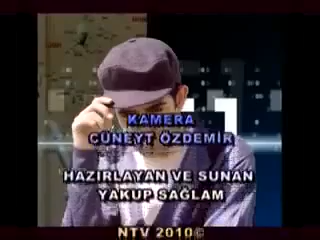 KAMERA
CÜNEYT ÖZDEMİR
HAZIRLAYAN VE SUNAN
YAKUP SAĞLAM
NTV 2010©